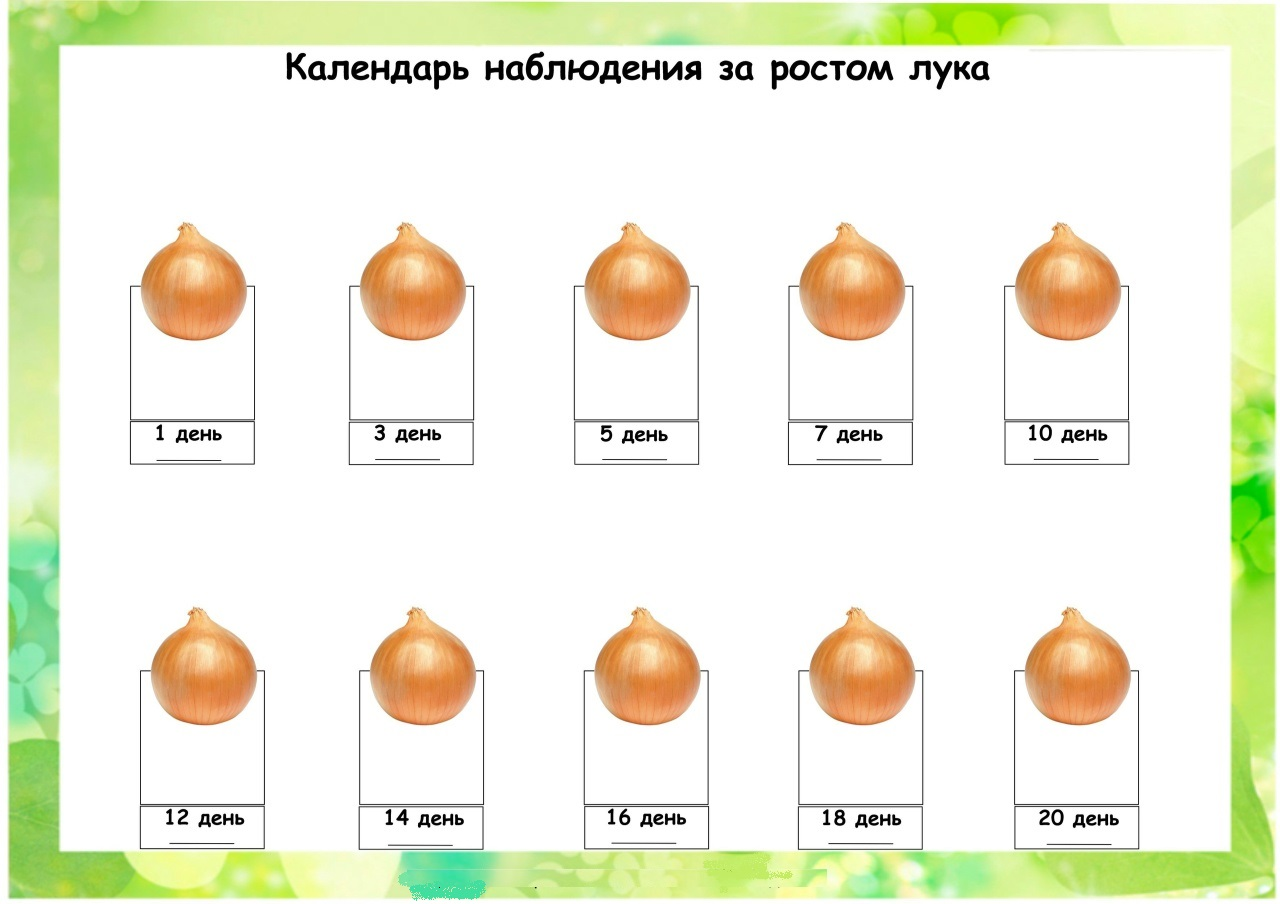 Календарь наблюдения за ростом лука
1 день
3 день
5 день
7 день
10 день
12 день
14 день
16 день
18 день
20 день